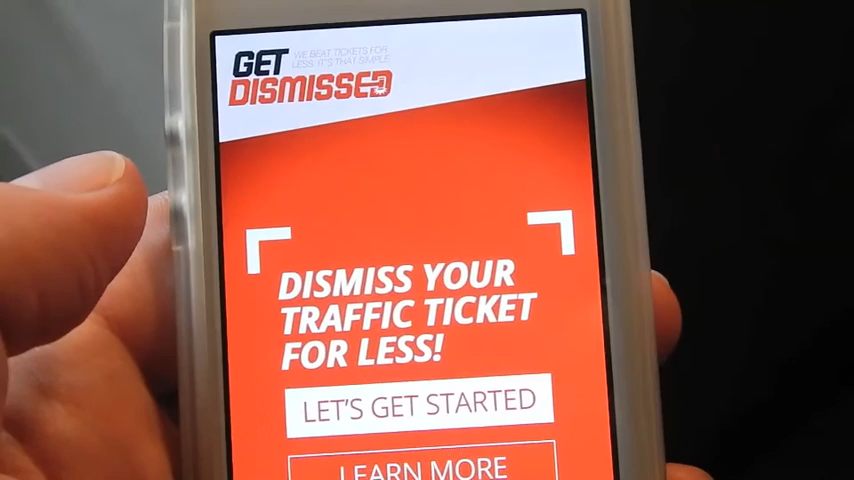 GET WE BEAT TICKETS FOR
LESS. IT'S THAT SIMPLE.
DISMISSED
DISMISS YOUR
TRAFFIC TICKET
FOR LESS!
LET'S GET STARTED
LEARN MORE